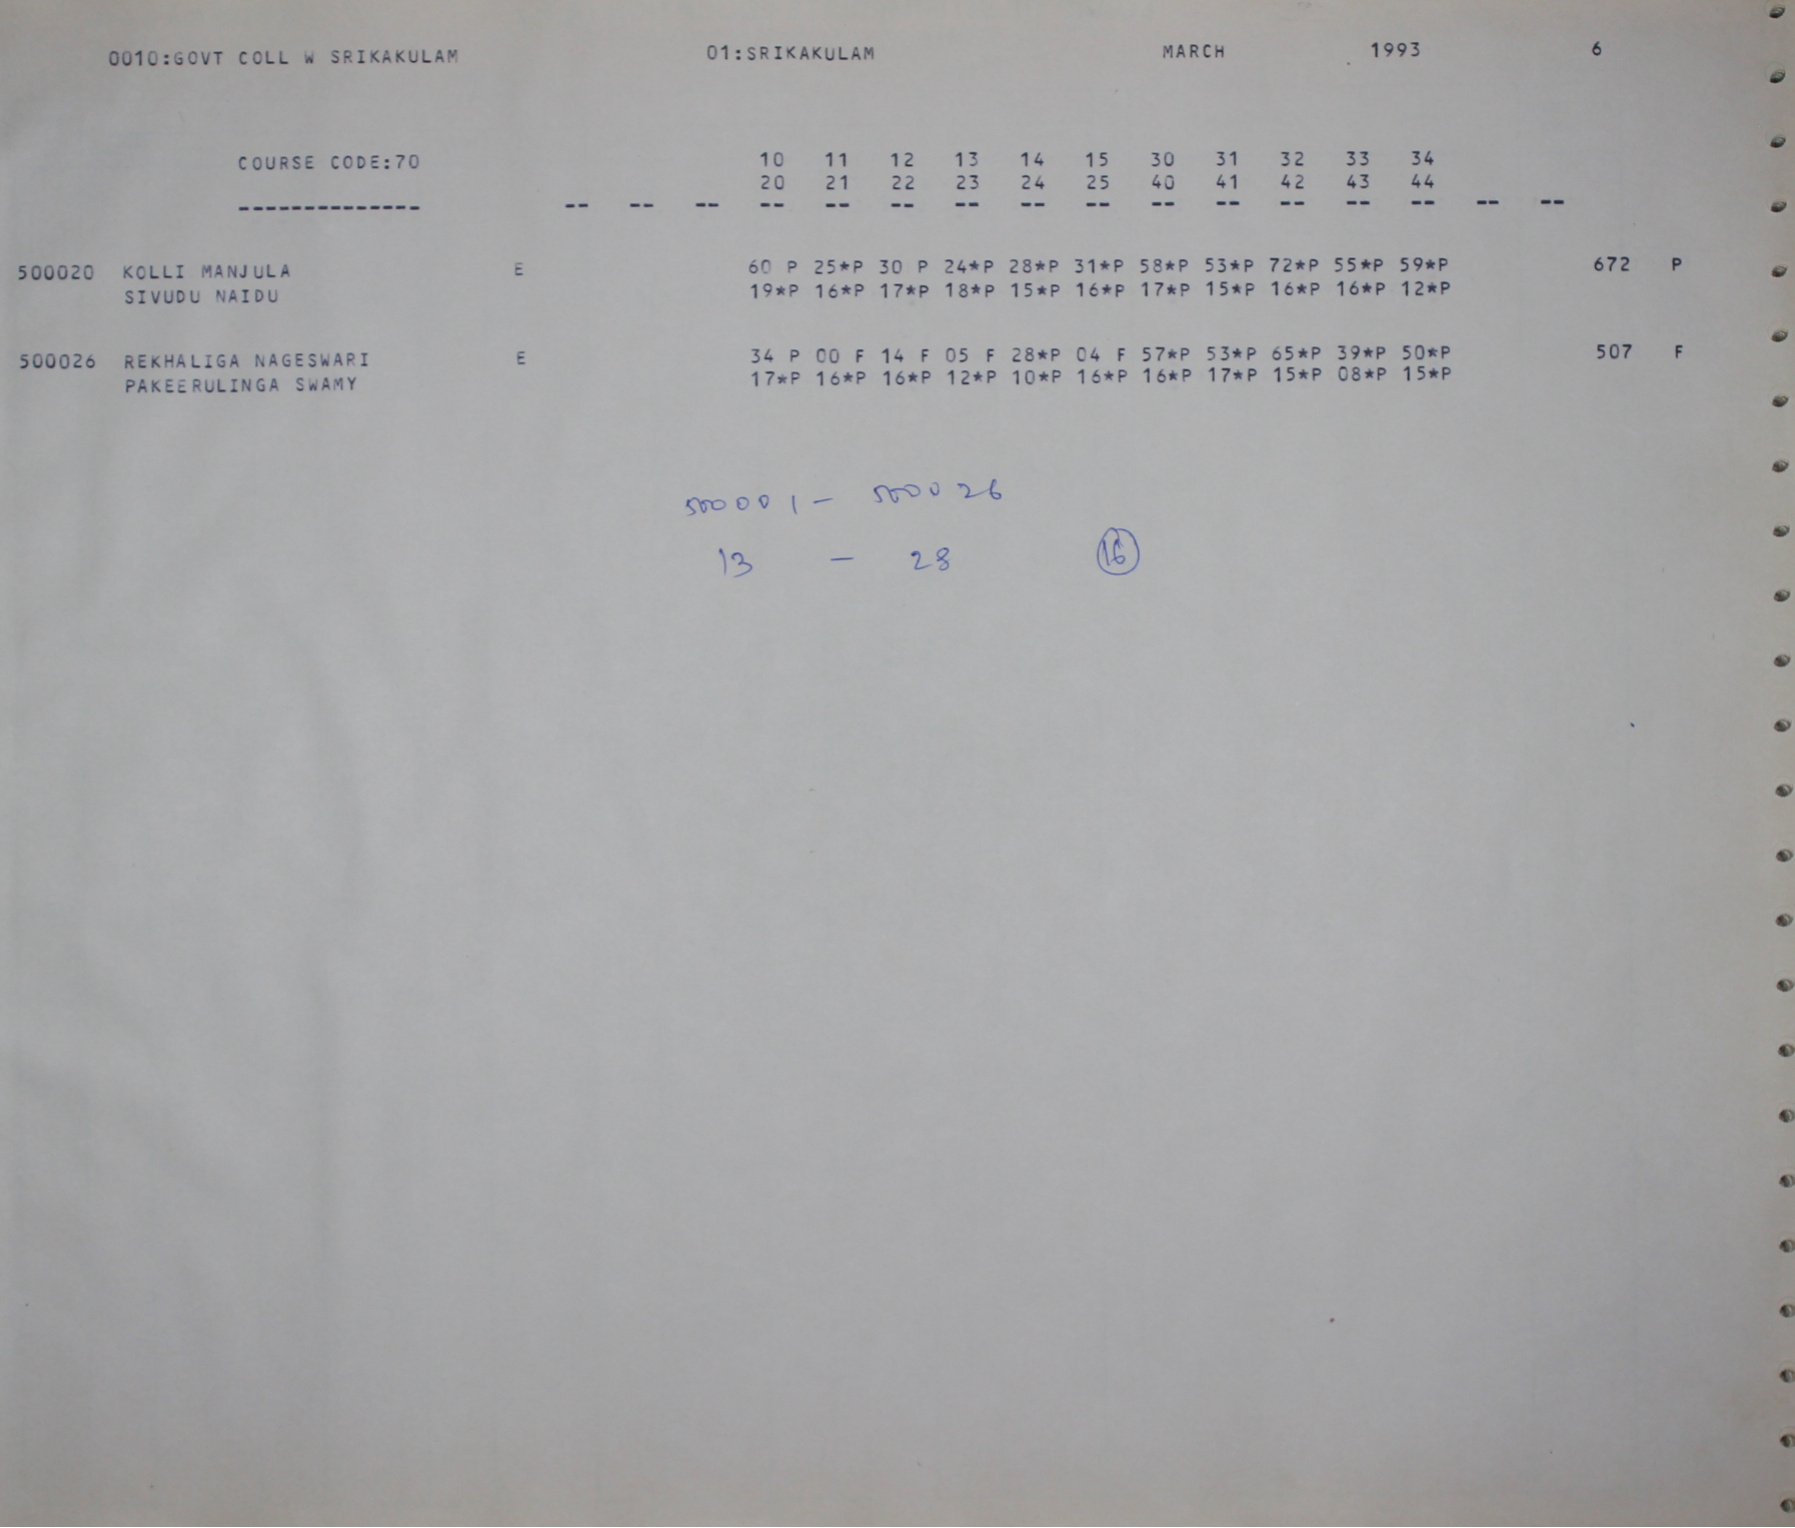 0010:GOVT COLL W SRIKAKULAM 01:SRIKAKULAM MARCH 1993 6
COURSE CODE:70 10 11 12 13 14 15 30 31 32 33 34
20 21 22 23 24 25 40 41 42 43 44
-------------- -- -- -- -- -- -- -- -- -- -- -- -- -- -- -- --
500020 KOLLI MANJULA E 60 P 25*P 30 P 24*P 28*P 31*P 58*P 53*P 72*P 55*P 59*P 672 P
SIVUDU NAIDU 19*P 16*P 17*P 18*P 15*P 16*P 17*P 15*P 16*P 16*P 12*P
500026 REKHALIGA NAGESWARI E 34 P 00 F 14 F 05 F 28*P 04 F 57*P 53*P 65*P 39*P 50*P 507 F
PAKEERULINGA SWAMY 17*P 16*P 16*P 12*P 10*P 16*P 16*P 17*P 15*P 08*P 15*P
500001 - 500026
13 - 28 16